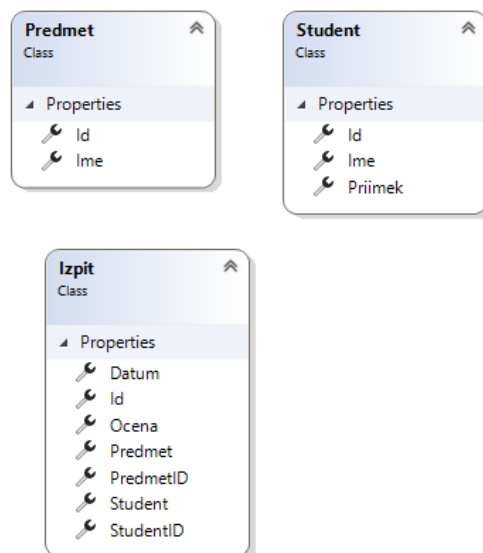 Predmet
Class
Properties
Id
Ime
Student
Class
Properties
Id
Ime
Priimek
Izpit
Class
Properties
Datum
Id
Ocena
Predmet
PredmetID
Student
StudentID